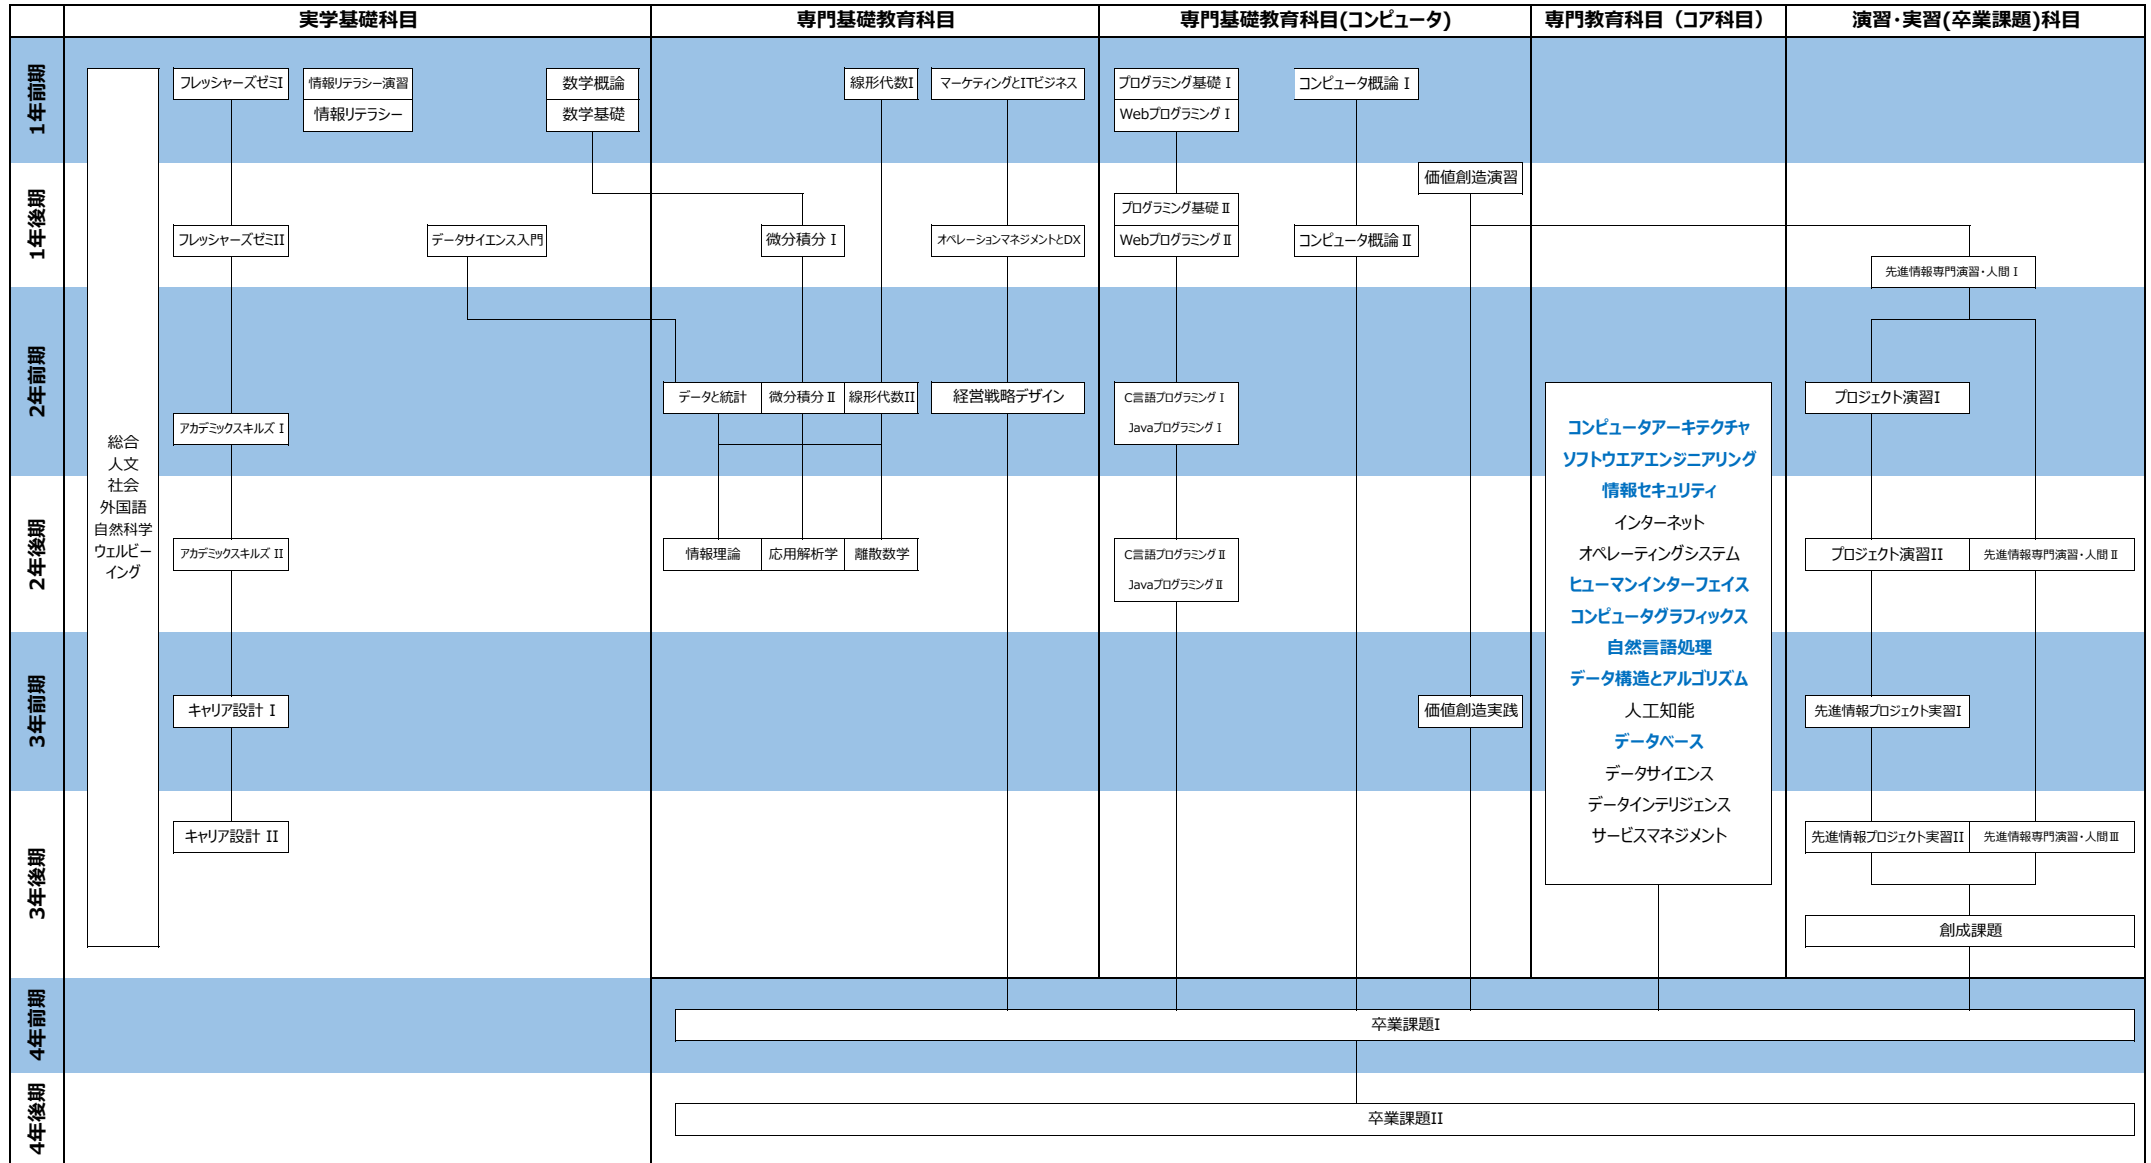 実学基礎科目
専門基礎教育科目
専門基礎教育科目(コンピュータ)
専門教育科目（コア科目）
演習・実習(卒業課題)科目
1年前期
フレッシャーズゼミI
情報リテラシー演習
数学概論
線形代数I
マーケティングとITビジネス
プログラミング基礎 I
コンピュータ概論 I
情報リテラシー
数学基礎
Webプログラミング I
1年後期
価値創造演習
プログラミング基礎 II
フレッシャーズゼミII
データサイエンス入門
微分積分 I
オペレーションマネジメントとDX
Webプログラミング II
コンピュータ概論 II
先進情報専門演習・人間 I
2年前期
データと統計
微分積分 II
線形代数II
経営戦略デザイン
C言語プログラミング I
プロジェクト演習I
アカデミックスキルズ I
Javaプログラミング I
総合
人文
社会
外国語
自然科学
ウェルビー
イング
コンピュータアーキテクチャ
ソフトウエアエンジニアリング
情報セキュリティ
インターネット
オペレーティングシステム
ヒューマンインターフェイス
コンピュータグラフィックス
自然言語処理
データ構造とアルゴリズム
人工知能
データベース
データサイエンス
データインテリジェンス
サービスマネジメント
2年後期
アカデミックスキルズ II
情報理論
応用解析学
離散数学
C言語プログラミング II
Javaプログラミング II
プロジェクト演習II
先進情報専門演習・人間 II
3年前期
キャリア設計 I
価値創造実践
先進情報プロジェクト実習I
3年後期
キャリア設計 II
先進情報プロジェクト実習II
先進情報専門演習・人間 III
創成課題
4年前期
卒業課題I
4年後期
卒業課題II